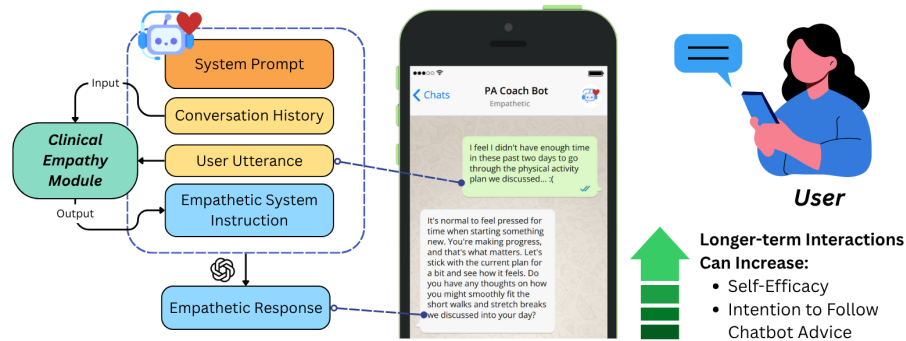 System Prompt
Input
Conversation History
Clinical
Empathy
Module
User Utterance
Output
Empathetic System
Instruction
Empathetic Response
Chats
PA Coach Bot
Empathetic
I feel I didn't have enough time
in these past two days to go
through the physical activity
plan we discussed... :(
It's normal to feel pressed for
time when starting something
new. You're making progress,
and that's what matters. Let's
stick with the current plan for
a bit and see how it feels. Do
you have any thoughts on how
you might smoothly fit the
short walks and stretch breaks
we discussed into your day?
User
Longer-term Interactions
Can Increase:
• Self-Efficacy
• Intention to Follow
Chatbot Advice